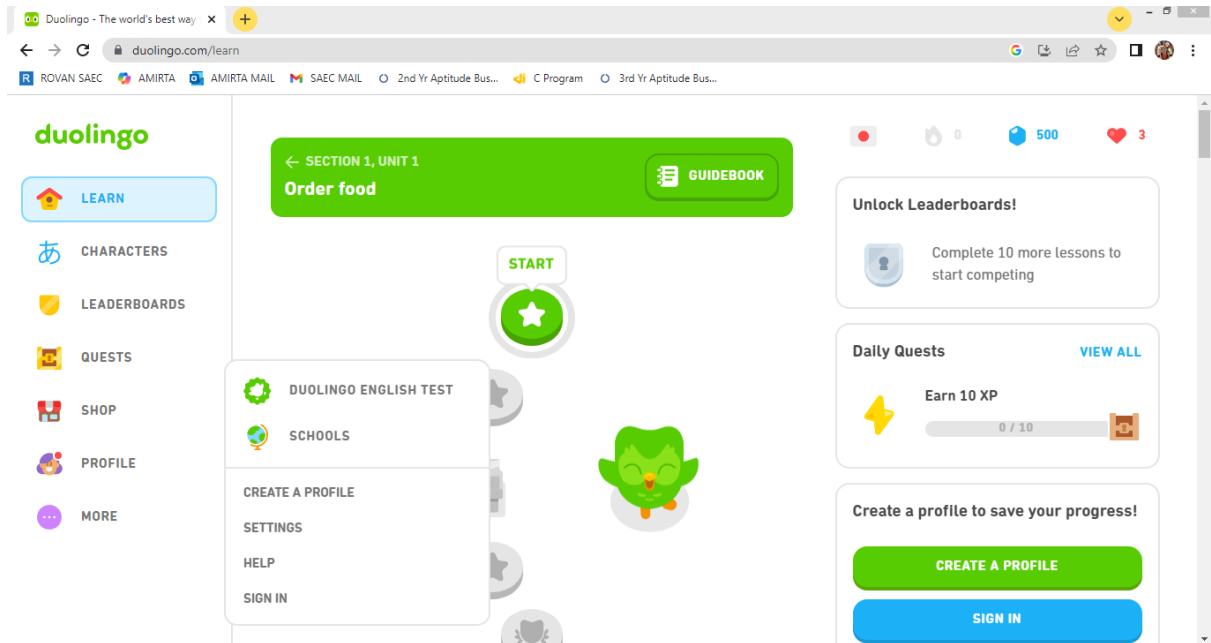 Duolingo - The world's best way
duolingo.com/learn
ROVAN SAEC
AMIRTA
AMIRTA MAIL
SAEC MAIL
2nd Yr Aptitude Bus...
C Program
3rd Yr Aptitude Bus...
duolingo
LEARN
あ CHARACTERS
LEADERBOARDS
QUESTS
SHOP
PROFILE
MORE
DUOLINGO ENGLISH TEST
SCHOOLS
CREATE A PROFILE
SETTINGS
HELP
SIGN IN
SECTION 1, UNIT 1
Order food
GUIDEBOOK
START
0
500
3
Unlock Leaderboards!
Complete 10 more lessons to
start competing
Daily Quests
VIEW ALL
Earn 10 XP
0 / 10
Create a profile to save your progress!
CREATE A PROFILE
SIGN IN